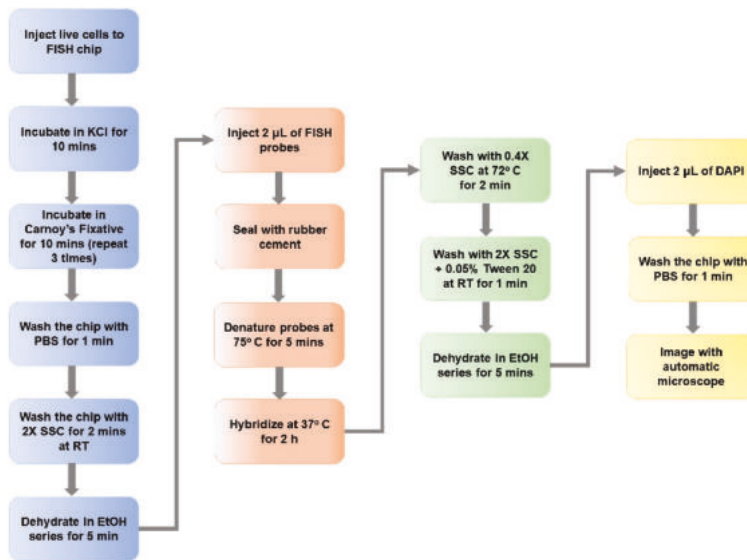 Inject live cells to
FISH chip
Incubate in KCl for
10 mins
Incubate in
Carnoy's Fixative
for 10 mins (repeat
3 times)
Wash the chip with
PBS for 1 min
Wash the chip with
2X SSC for 2 mins
at RT
Dehydrate in EtOH
series for 5 min
Inject 2 µL of FISH
probes
Seal with rubber
cement
Denature probes at
75º C for 5 mins
Hybridize at 37º C
for 2 h
Wash with 0.4X
SSC at 72º C
for 2 min
Wash with 2X SSC
+ 0.05% Tween 20
at RT for 1 min
Dehydrate in EtOH
series for 5 mins
Inject 2 µL of DAPI
Wash the chip with
PBS for 1 min
Image with
automatic
microscope